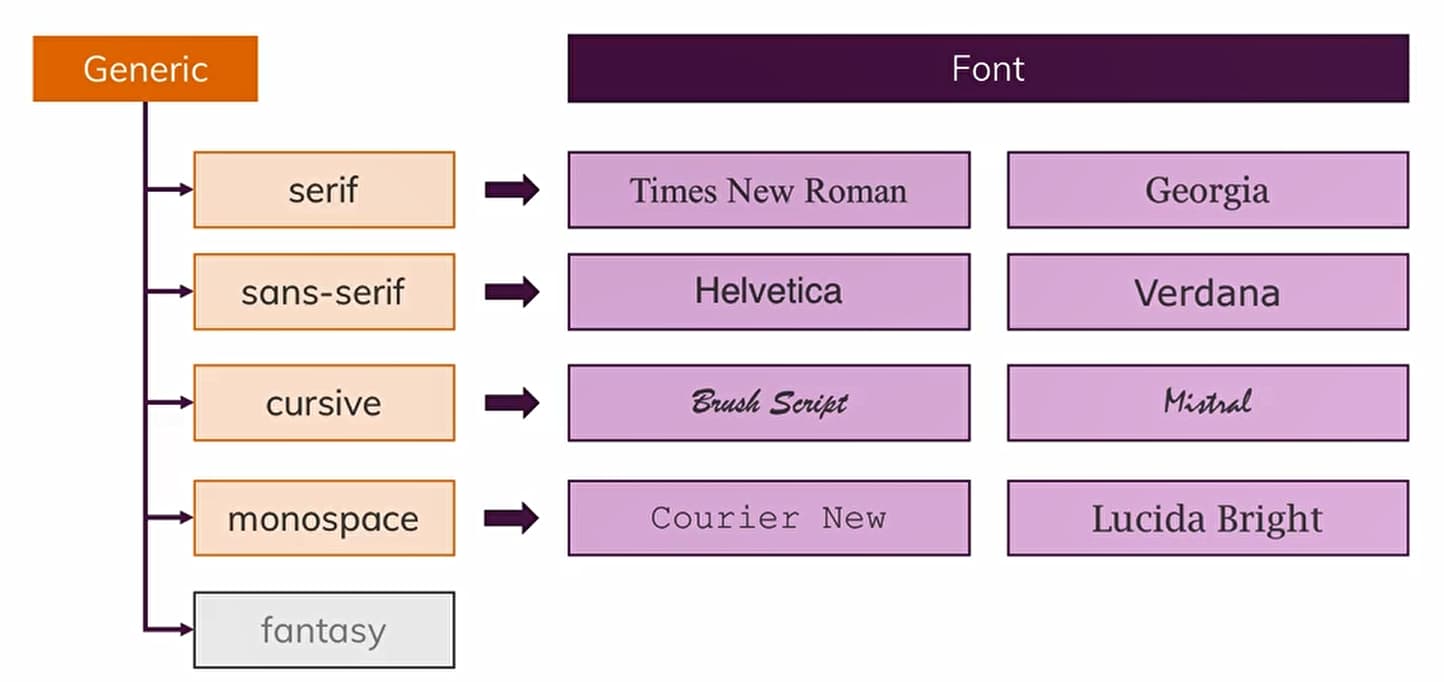 Generic
Font
serif
Times New Roman
Georgia
sans-serif
Helvetica
Verdana
cursive
Brush Script
Mistral
monospace
Courier New
Lucida Bright
fantasy